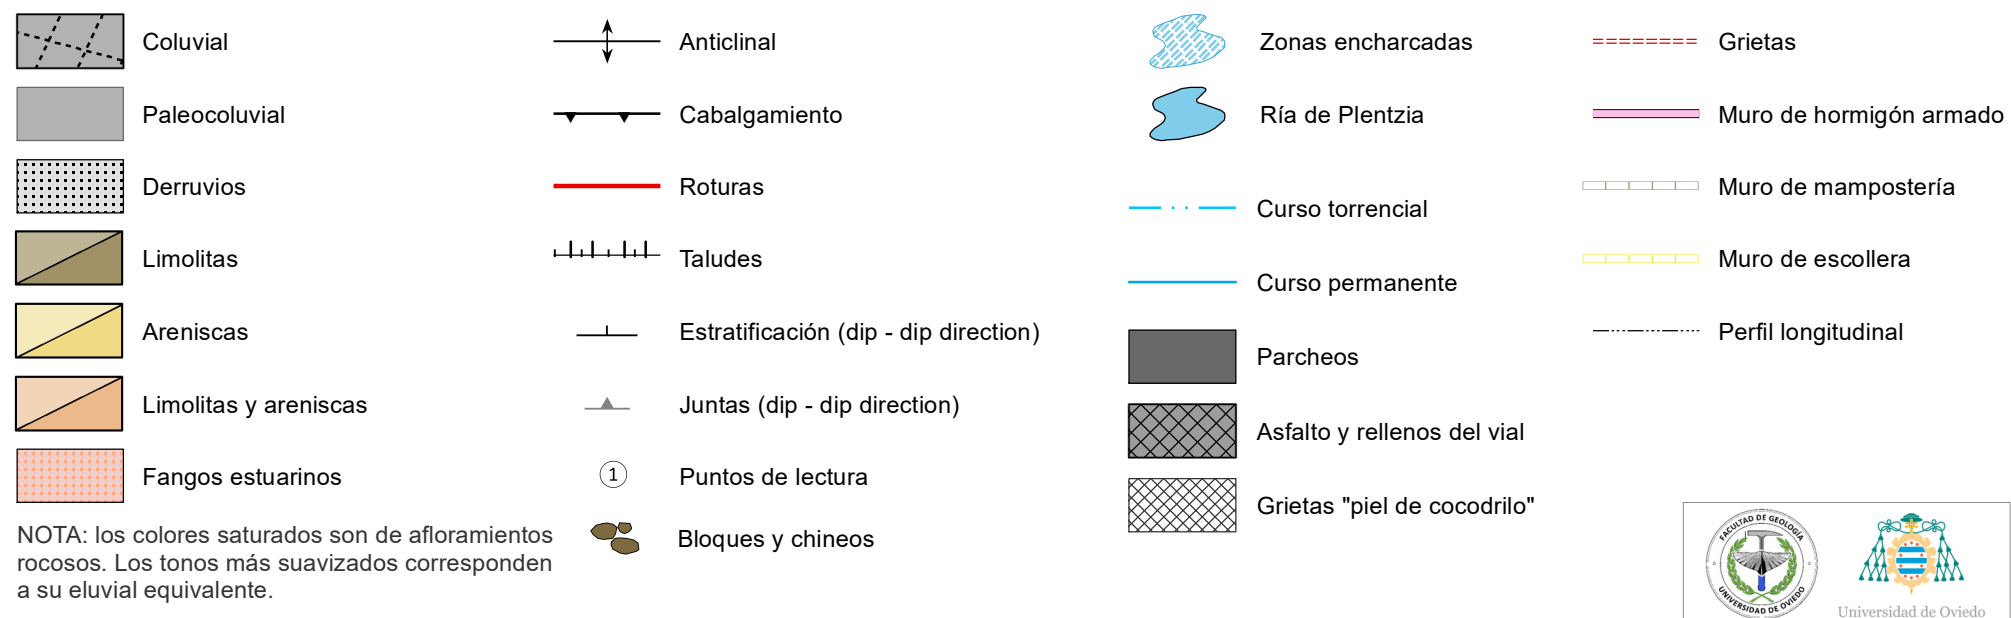 Coluvial
Paleocoluvial
Derruvios
Limolitas
Areniscas
Limolitas y areniscas
Fangos estuarinos
NOTA: los colores saturados son de afloramientos
rocosos. Los tonos más suavizados corresponden
a su eluvial equivalente.
Anticlinal
Cabalgamiento
Roturas
Taludes
Estratificación (dip - dip direction)
Juntas (dip - dip direction)
1
Puntos de lectura
Bloques y chineos
Zonas encharcadas
Ría de Plentzia
Curso torrencial
Curso permanente
Parcheos
Asfalto y rellenos del vial
Grietas "piel de cocodrilo"
Grietas
Muro de hormigón armado
Muro de mampostería
Muro de escollera
Perfil longitudinal
FACULTAD DE GEOLOGÍA
UNIVERSIDAD DE OVIEDO
Universidad de Oviedo